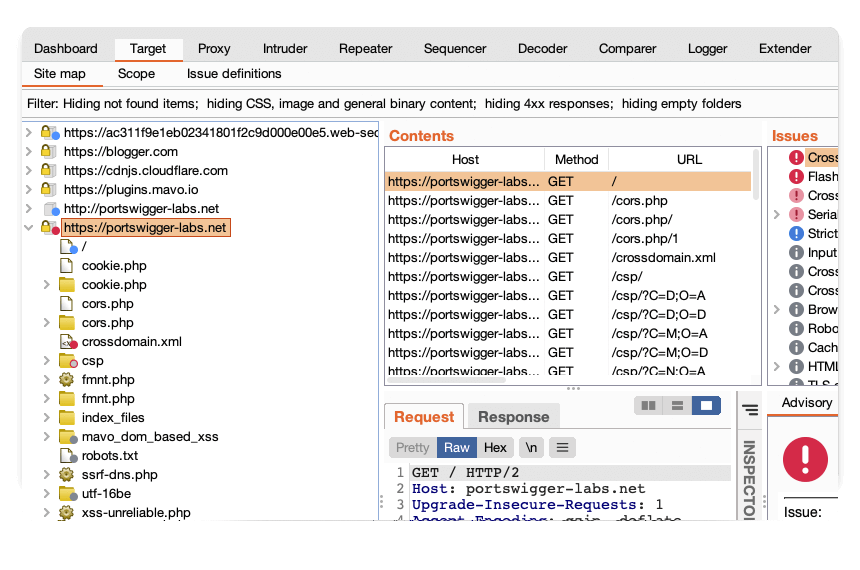 Dashboard Target Proxy Intruder Repeater Sequencer Decoder Comparer Logger Extender
Site map Scope Issue definitions
Filter: Hiding not found items; hiding CSS, image and general binary content; hiding 4xx responses; hiding empty folders
https://ac311f9e1eb02341801f2c9d000e00e5.web-sec
https://blogger.com
https://cdnjs.cloudflare.com
https://plugins.mavo.io
http://portswigger-labs.net
https://portswigger-labs.net
/
cookie.php
cookie.php
cors.php
cors.php
crossdomain.xml
csp
fmnt.php
fmnt.php
index_files
mavo_dom_based_xss
robots.txt
ssrf-dns.php
utf-16be
xss-unreliable.php
Contents
Host Method URL
https://portswigger-labs... GET /
https://portswigger-labs... GET /cors.php
https://portswigger-labs... GET /cors.php/
https://portswigger-labs... GET /cors.php/1
https://portswigger-labs... GET /crossdomain.xml
https://portswigger-labs... GET /csp/
https://portswigger-labs... GET /csp/?C=D;O=A
https://portswigger-labs... GET /csp/?C=D;O=D
https://portswigger-labs... GET /csp/?C=M;O=A
https://portswigger-labs... GET /csp/?C=M;O=D
https://portswigger-labs... GET /csp/?C=N;O=A
Request Response
Pretty Raw Hex \n
1 GET / HTTP/2
2 Host: portswigger-labs.net
3 Upgrade-Insecure-Requests: 1
4 Accept-Encoding: gzip, deflate
INSPECTOR
Issues
Cross
Flash
Cross
Serial
Strict
Input
Cross
Cross
Brow
Robo
Cach
HTML
TLS
Advisory
Issue: